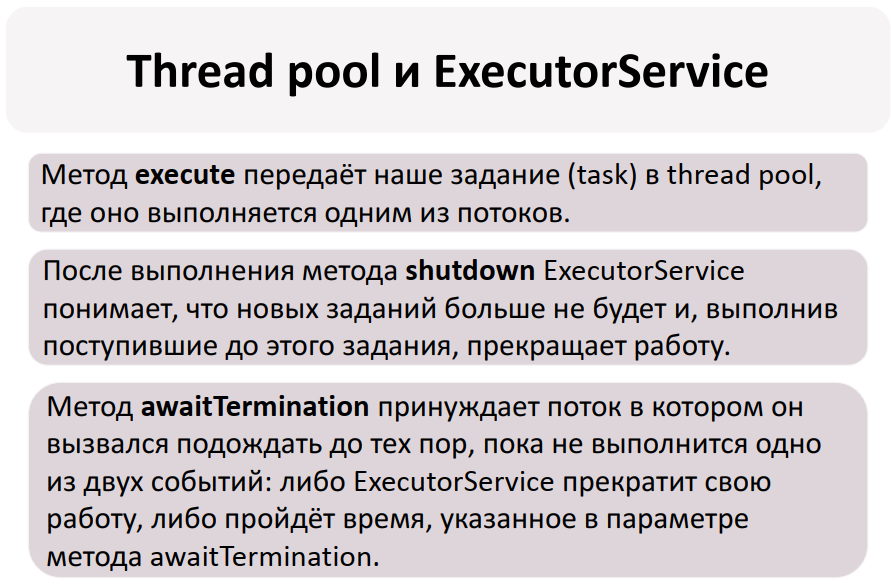 Thread pool и ExecutorService
Метод execute передаёт наше задание (task) в thread pool,
где оно выполняется одним из потоков.
После выполнения метода shutdown ExecutorService
понимает, что новых заданий больше не будет и, выполнив
поступившие до этого задания, прекращает работу.
Метод awaitTermination принуждает поток в котором он
вызвался подождать до тех пор, пока не выполнится одно
из двух событий: либо ExecutorService прекратит свою
работу, либо пройдёт время, указанное в параметре
метода awaitTermination.